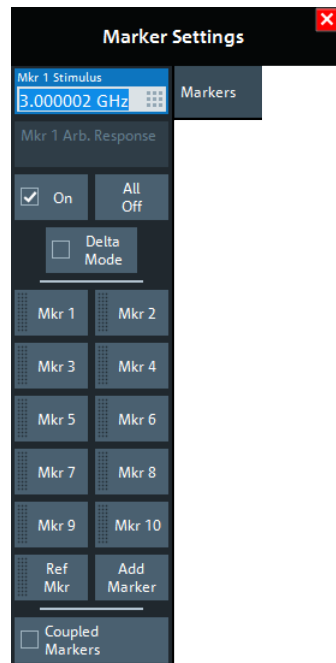 Marker Settings
Mkr 1 Stimulus
3.000002 GHz
Markers
Mkr 1 Arb. Response
On
All
Off
Delta
Mode
Mkr 1
Mkr 2
Mkr 3
Mkr 4
Mkr 5
Mkr 6
Mkr 7
Mkr 8
Mkr 9
Mkr 10
Ref
Mkr
Add
Marker
Coupled
Markers